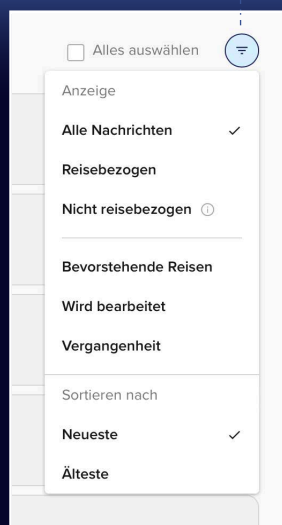 Alles auswählen
Anzeige
Alle Nachrichten
Reisebezogen
Nicht reisebezogen
Bevorstehende Reisen
Wird bearbeitet
Vergangenheit
Sortieren nach
Neueste
Älteste